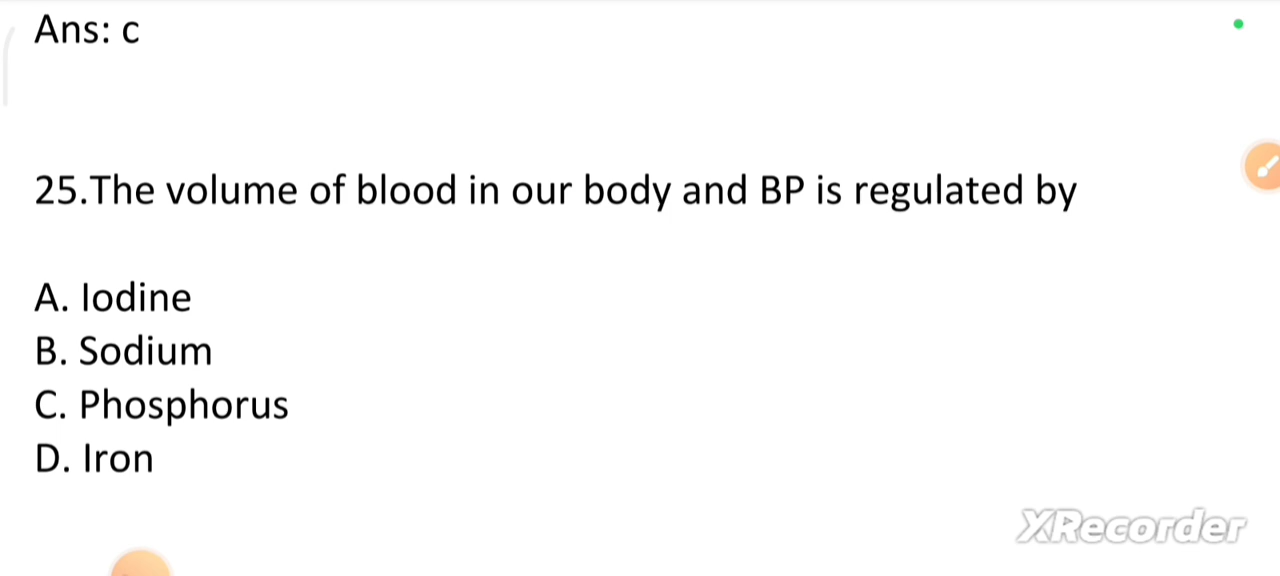 Ans: c
25.The volume of blood in our body and BP is regulated by
A. Iodine
B. Sodium
C. Phosphorus
D. Iron
XRecorder